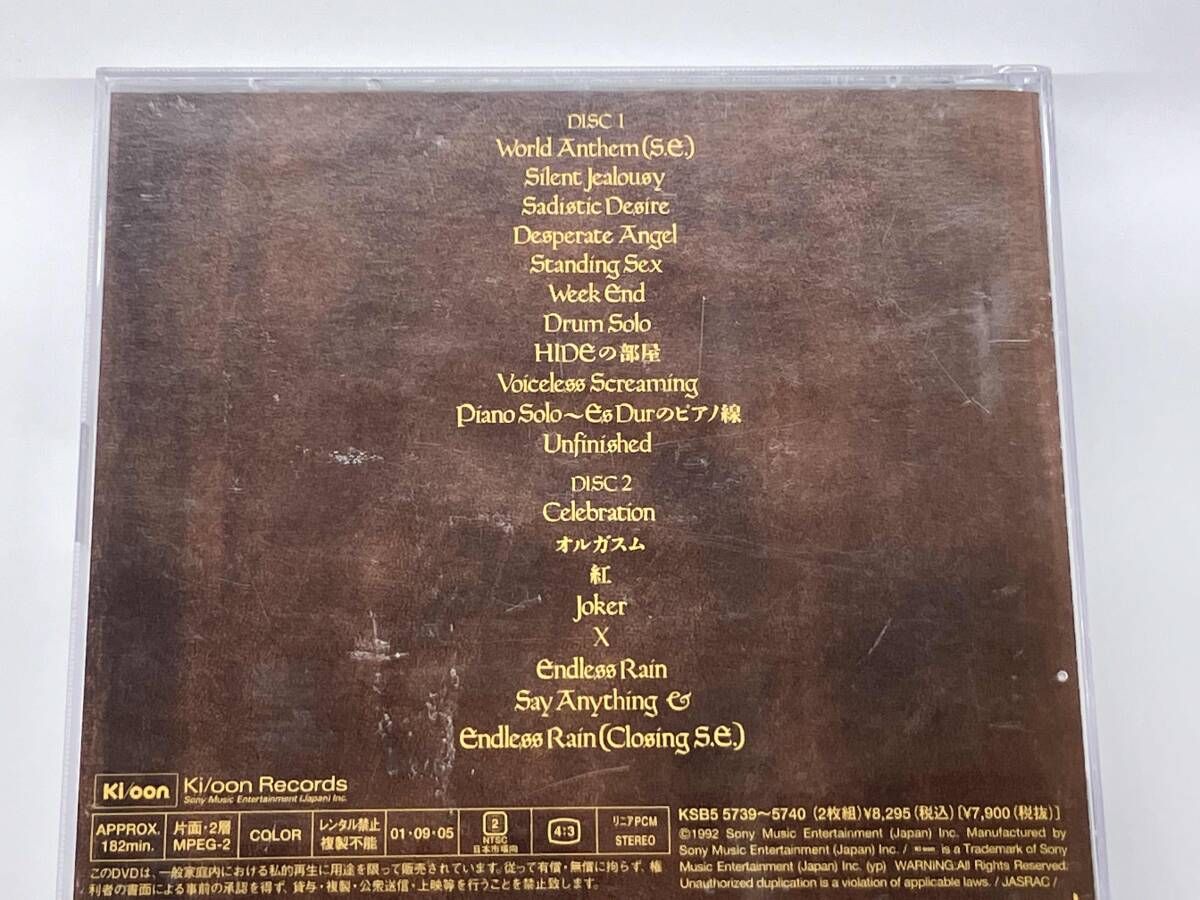 DISC 1
World Anthem (S.E.)
Silent Jealousy
Sadistic Desire
Desperate Angel
Standing Sex
Week End
Drum Solo
HIDEの部屋
Voiceless Screaming
Piano Solo～Es Durのピアノ線
Unfinished
DISC 2
Celebration
オルガスム
紅
Joker
X
Endless Rain
Say Anything &
Endless Rain (Closing S.E.)
Ki/oon Ki/oon Records
Sony Music Entertainment (Japan) Inc.
APPROX. 182min.
片面・2層 MPEG-2
COLOR
レンタル禁止 複製不能
01・09・05
2 NTSC 日本市場向
4:3
リニアPCM STEREO
このDVDは、一般家庭内における私的再生に用途を限って販売されています。従って有償・無償に拘らず、権
利者の書面による事前の承認を得ず、貸与・複製・公衆送信・上映等を行うことを禁止致します。
KSB5 5739～5740 (2枚組)¥8,295(税込)[¥7,900(税抜)]
©1992 Sony Music Entertainment (Japan) Inc. Manufactured by
Sony Music Entertainment (Japan) Inc. / Ki/oon is a Trademark of Sony
Music Entertainment (Japan) Inc. (yp) WARNING:All Rights Reserved.
Unauthorized duplication is a violation of applicable laws. / JASRAC /